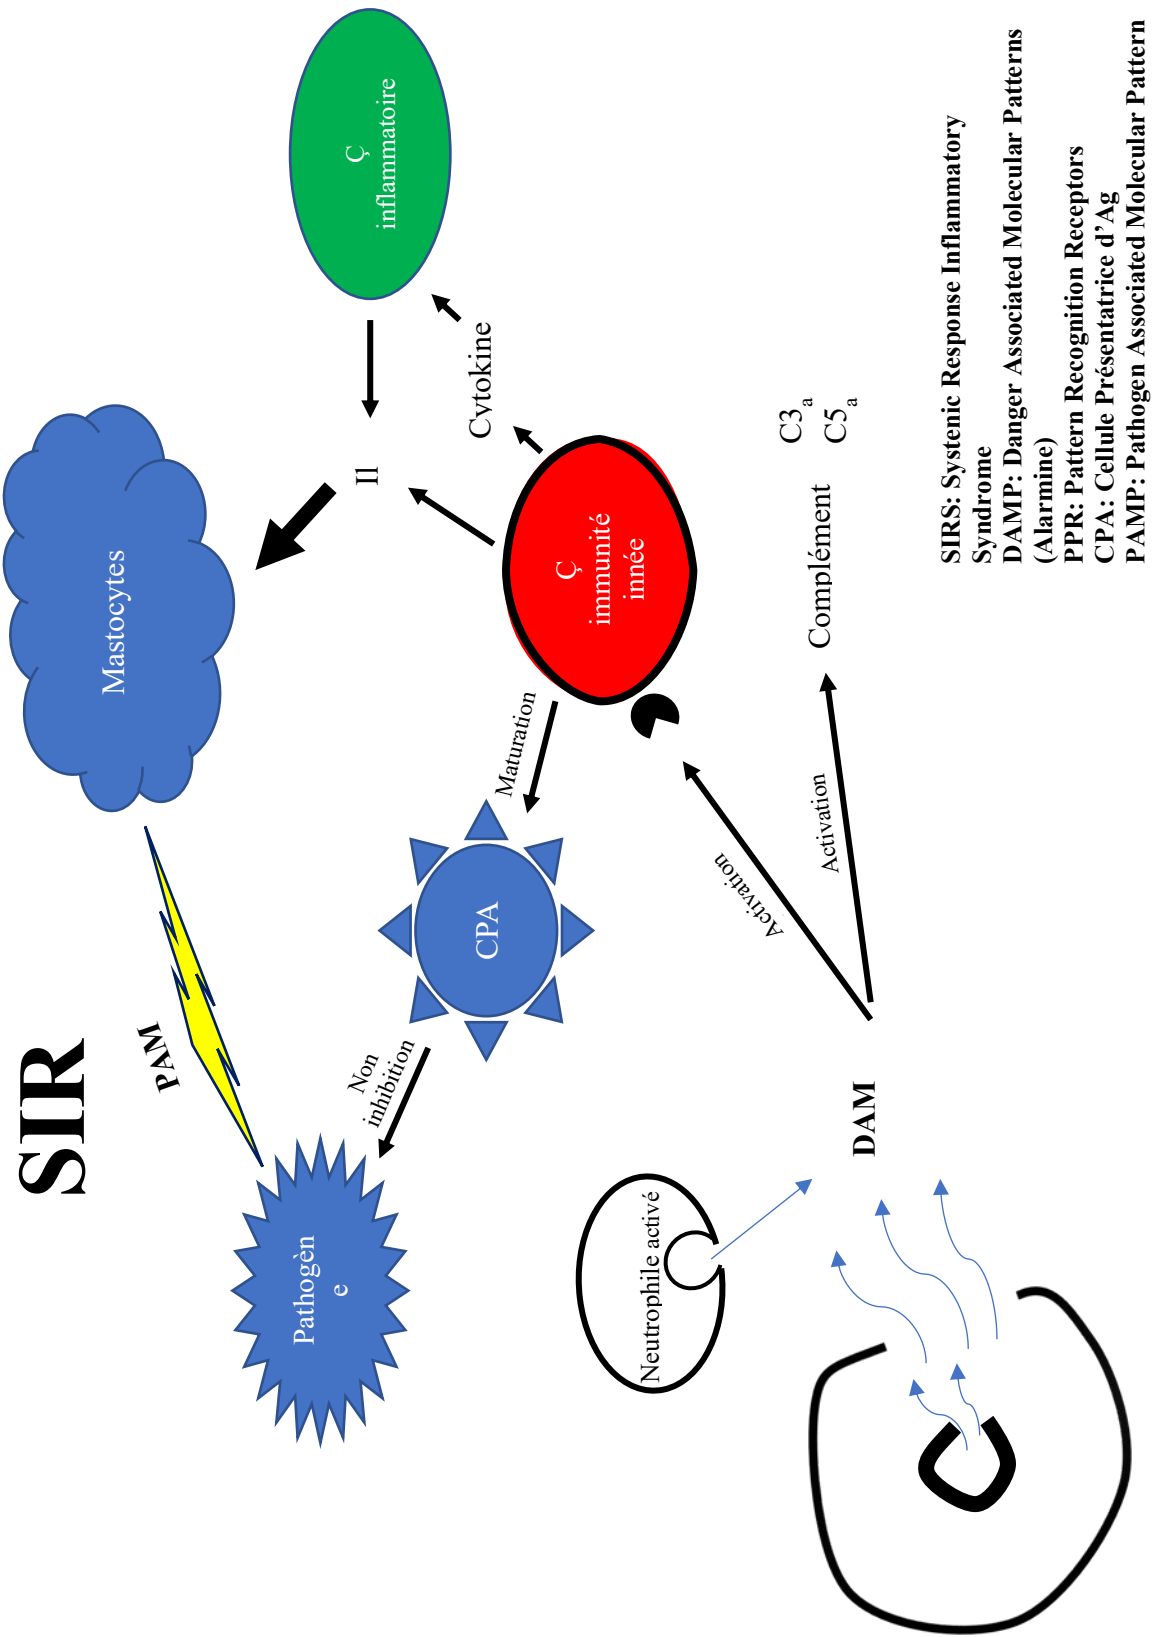 SIR
PAM
Mastocytes
Pathogèn
e
Non
inhibition
CPA
Maturation
Il
Ç
inflammatoire
Cytokine
Ç
immunité
innée
Neutrophile activé
Activation
Activation
DAM
Complément
C3a
C5a
SIRS: Systenic Response Inflammatory
Syndrome
DAMP: Danger Associated Molecular Patterns
(Alarmine)
PPR: Pattern Recognition Receptors
CPA: Cellule Présentatrice d’Ag
PAMP: Pathogen Associated Molecular Pattern